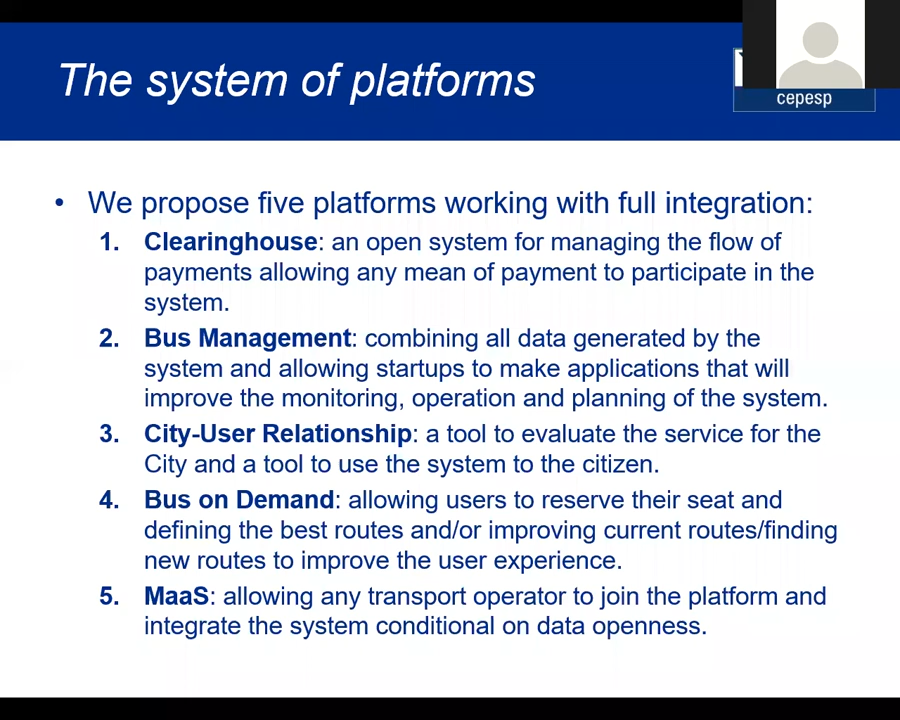 The system of platforms
cepesp
• We propose five platforms working with full integration:
1. Clearinghouse: an open system for managing the flow of
payments allowing any mean of payment to participate in the
system.
2. Bus Management: combining all data generated by the
system and allowing startups to make applications that will
improve the monitoring, operation and planning of the system.
3. City-User Relationship: a tool to evaluate the service for the
City and a tool to use the system to the citizen.
4. Bus on Demand: allowing users to reserve their seat and
defining the best routes and/or improving current routes/finding
new routes to improve the user experience.
5. MaaS: allowing any transport operator to join the platform and
integrate the system conditional on data openness.